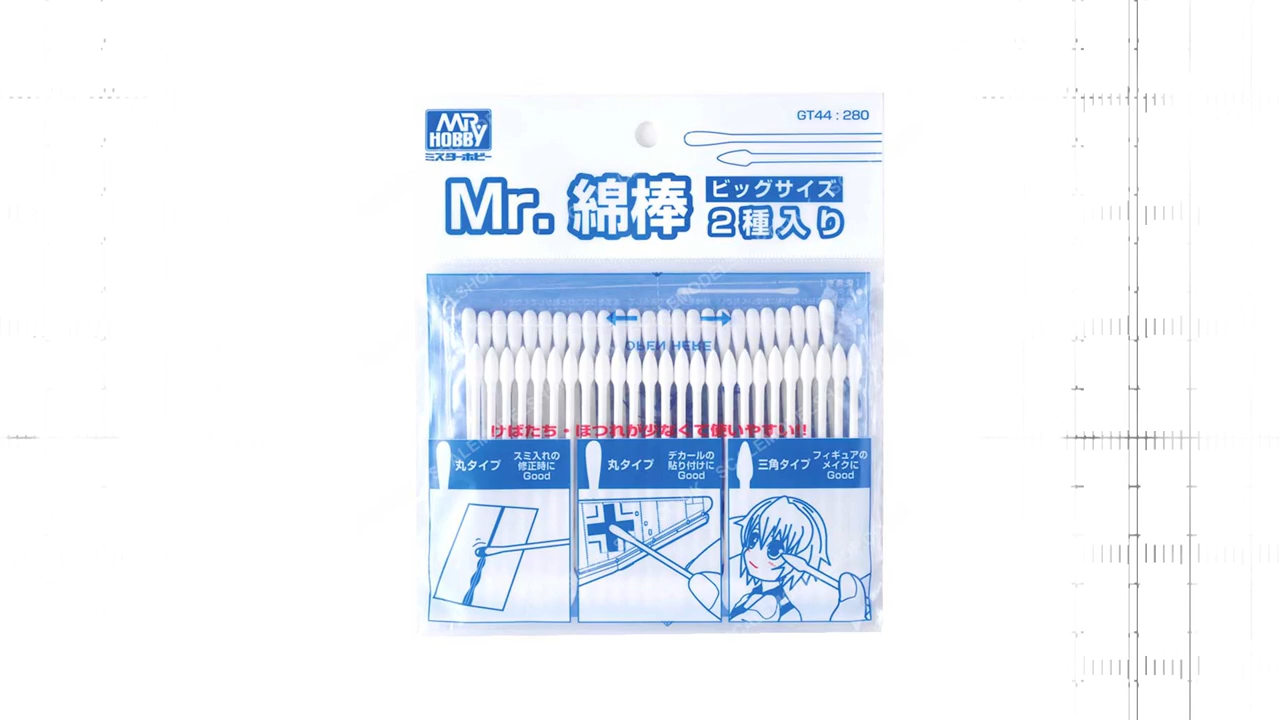 MR.
HOBBY
ミスターホビー
GT44 : 280
Mr. 綿棒
ビッグサイズ
2種入り
OPEN HERE
けばたち・ほつれが少なくて使いやすい!!
丸タイプ
スミ入れの
修正時に
Good
丸タイプ
デカールの
貼り付けに
Good
三角タイプ
フィギュアの
メイクに
Good